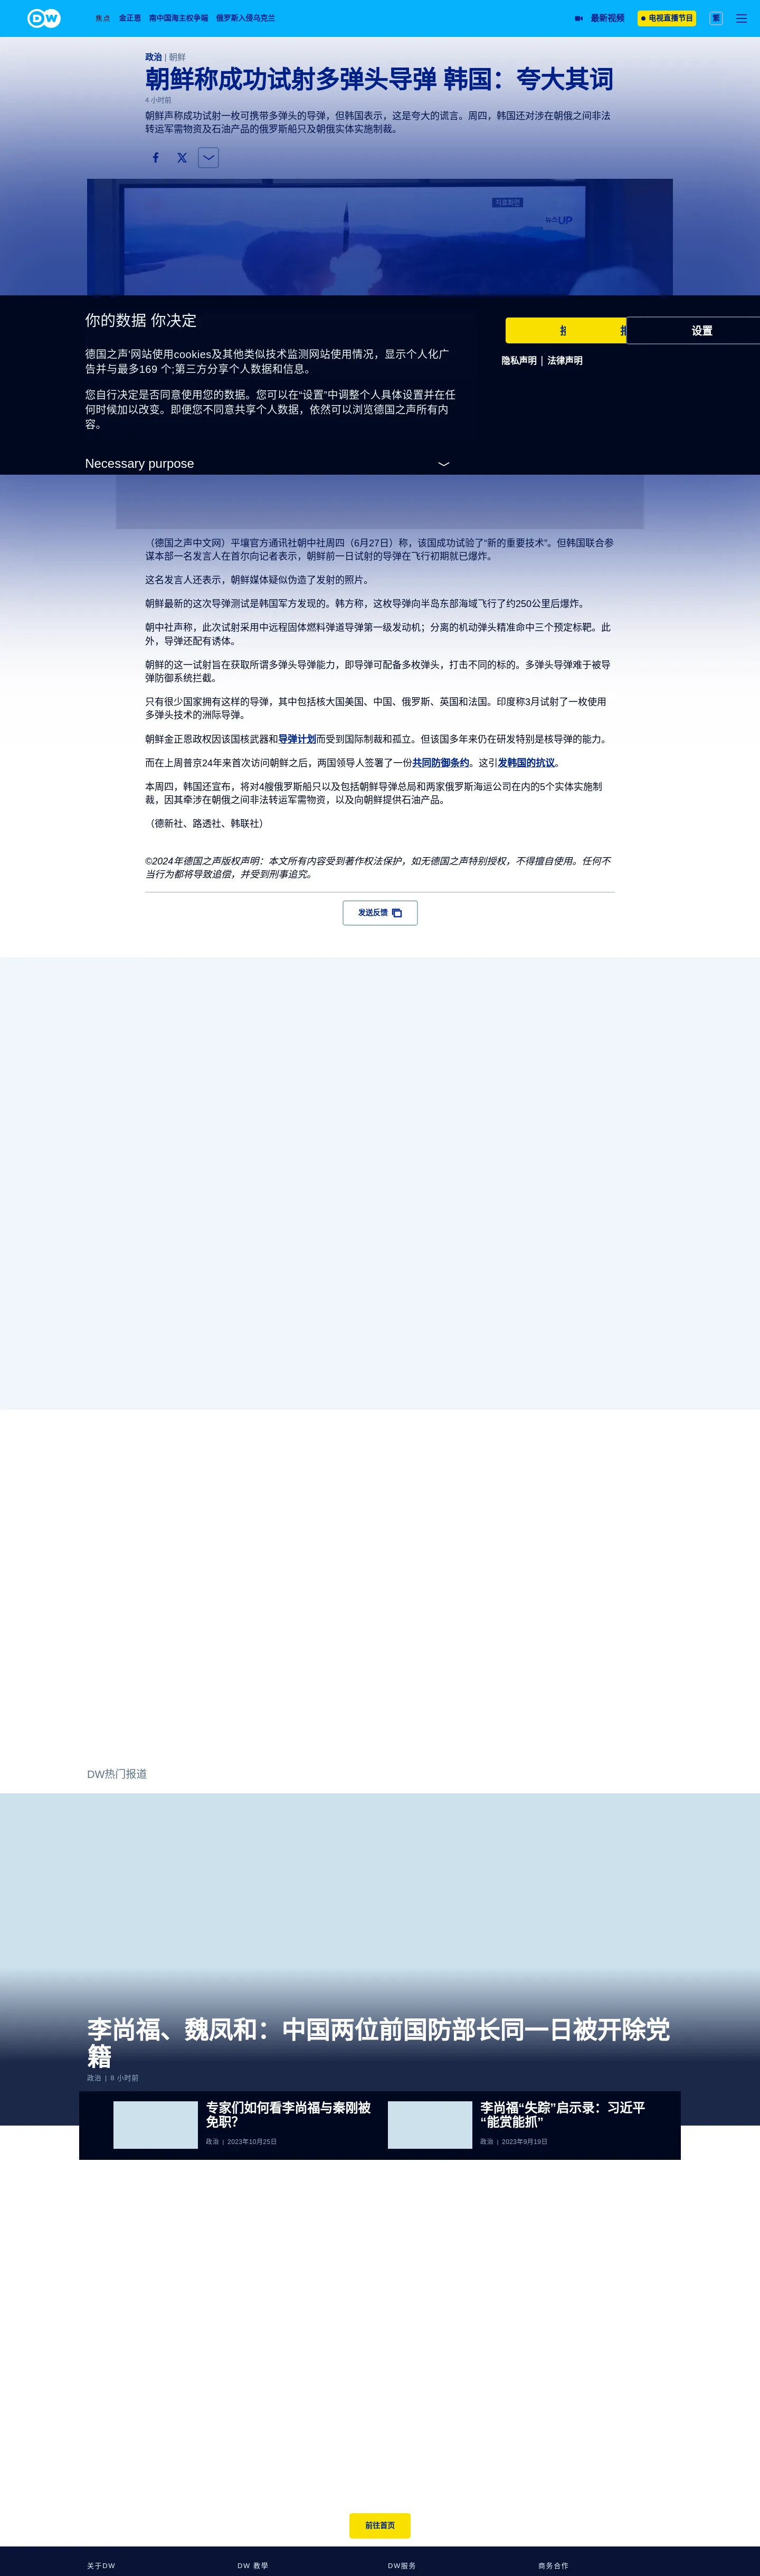 DW
焦点 金正恩 南中国海主权争端 俄罗斯入侵乌克兰 最新视频 电视直播节目 繁
政治 | 朝鲜
朝鲜称成功试射多弹头导弹 韩国：夸大其词
4 小时前
朝鲜声称成功试射一枚可携带多弹头的导弹，但韩国表示，这是夸大的谎言。周四，韩国还对涉在朝俄之间非法
转运军需物资及石油产品的俄罗斯船只及朝俄实体实施制裁。
자료화면
뉴스UP
你的数据 你决定
设置
德国之声'网站使用cookies及其他类似技术监测网站使用情况，显示个人化广
告并与最多169 个;第三方分享个人数据和信息。
隐私声明 | 法律声明
您自行决定是否同意使用您的数据。您可以在“设置”中调整个人具体设置并在任
何时候加以改变。即便您不同意共享个人数据，依然可以浏览德国之声所有内
容。
Necessary purpose
（德国之声中文网）平壤官方通讯社朝中社周四（6月27日）称，该国成功试验了“新的重要技术”。但韩国联合参
谋本部一名发言人在首尔向记者表示，朝鲜前一日试射的导弹在飞行初期就已爆炸。
这名发言人还表示，朝鲜媒体疑似伪造了发射的照片。
朝鲜最新的这次导弹测试是韩国军方发现的。韩方称，这枚导弹向半岛东部海域飞行了约250公里后爆炸。
朝中社声称，此次试射采用中远程固体燃料弹道导弹第一级发动机；分离的机动弹头精准命中三个预定标靶。此
外，导弹还配有诱体。
朝鲜的这一试射旨在获取所谓多弹头导弹能力，即导弹可配备多枚弹头，打击不同的标的。多弹头导弹难于被导
弹防御系统拦截。
只有很少国家拥有这样的导弹，其中包括核大国美国、中国、俄罗斯、英国和法国。印度称3月试射了一枚使用
多弹头技术的洲际导弹。
朝鲜金正恩政权因该国核武器和导弹计划而受到国际制裁和孤立。但该国多年来仍在研发特别是核导弹的能力。
而在上周普京24年来首次访问朝鲜之后，两国领导人签署了一份共同防御条约。这引发韩国的抗议。
本周四，韩国还宣布，将对4艘俄罗斯船只以及包括朝鲜导弹总局和两家俄罗斯海运公司在内的5个实体实施制
裁，因其牵涉在朝俄之间非法转运军需物资，以及向朝鲜提供石油产品。
（德新社、路透社、韩联社）
©2024年德国之声版权声明：本文所有内容受到著作权法保护，如无德国之声特别授权，不得擅自使用。任何不
当行为都将导致追偿，并受到刑事追究。
发送反馈
DW热门报道
李尚福、魏凤和：中国两位前国防部长同一日被开除党
籍
政治 | 8 小时前
专家们如何看李尚福与秦刚被
免职？
政治 | 2023年10月25日
李尚福“失踪”启示录：习近平
“能赏能抓”
政治 | 2023年9月19日
前往首页
关于DW DW 教學 DW服务 商务合作